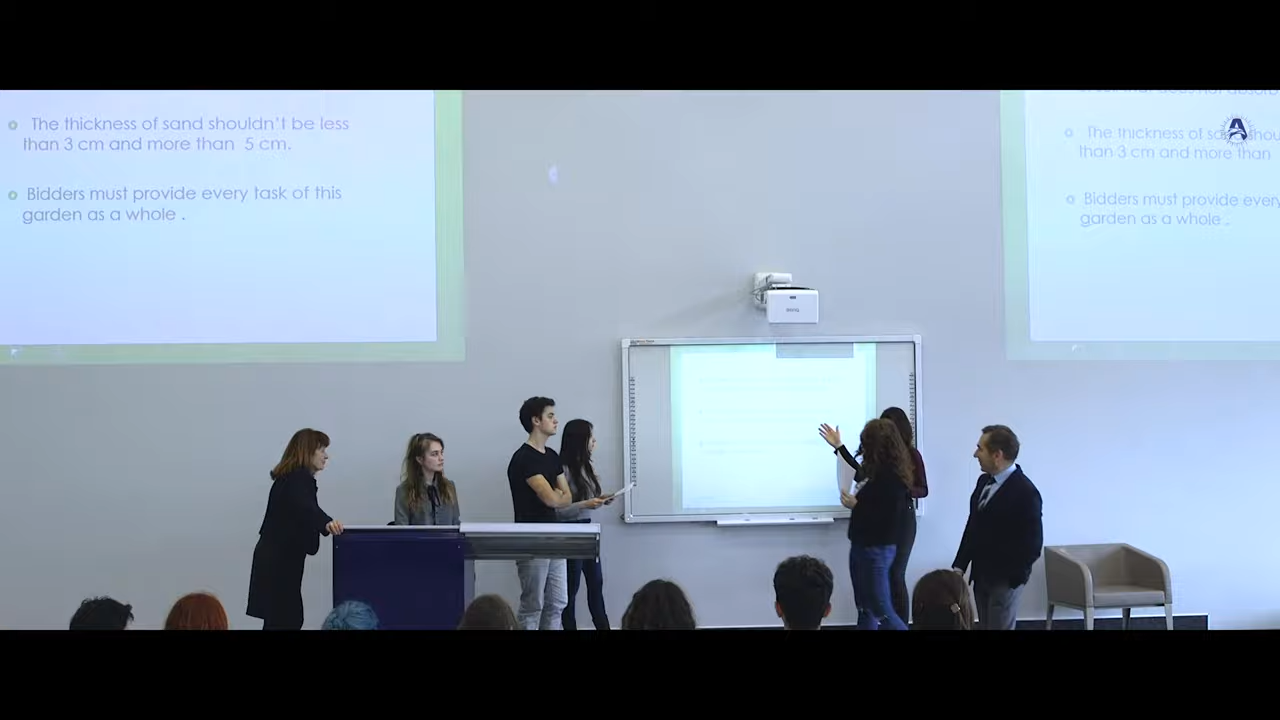 The thickness of sand shouldn't be less
than 3 cm and more than 5 cm.
Bidders must provide every task of this
garden as a whole .
The thickness of
than 3 cm and more than
Bidders must provide every
garden as a whole .
A